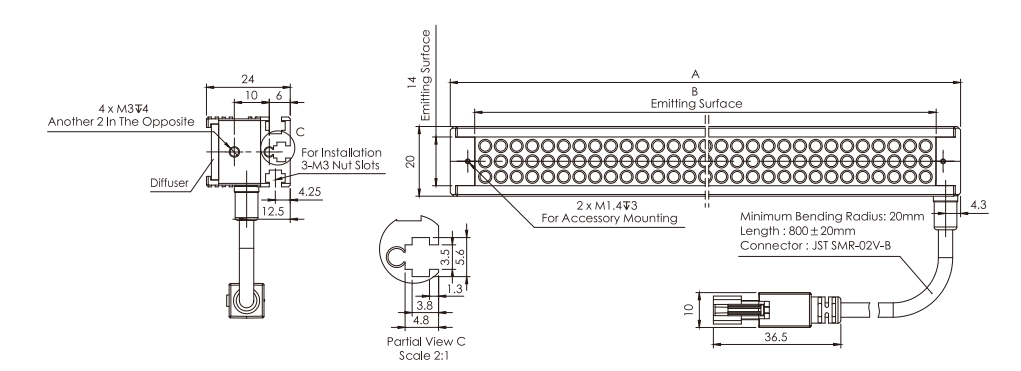 24
10
6
4 x M3↧4
Another 2 In The Opposite
C
For Installation
3-M3 Nut Slots
Diffuser
4.25
12.5
3.5
5.6
1.3
3.8
4.8
Partial View C
Scale 2:1
14
Emitting Surface
20
A
B
Emitting Surface
2 x M1.4↧3
For Accessory Mounting
4.3
Minimum Bending Radius: 20mm
Length : 800±20mm
Connector : JST SMR-02V-B
10
36.5